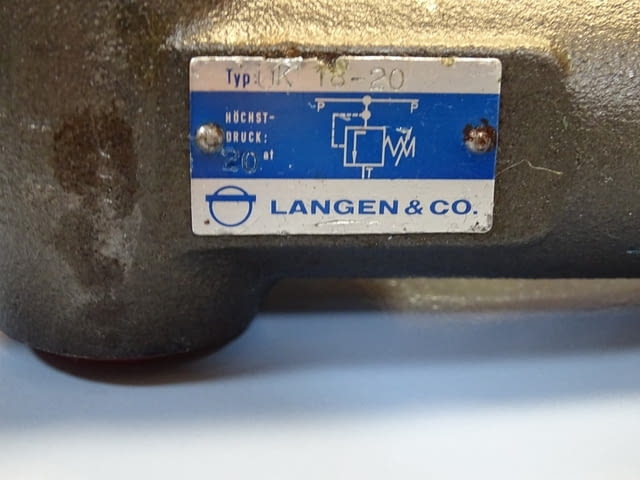 Typ: UK 18-20
P P
HÖCHST-
DRUCK:
20 at
T
LANGEN & CO.